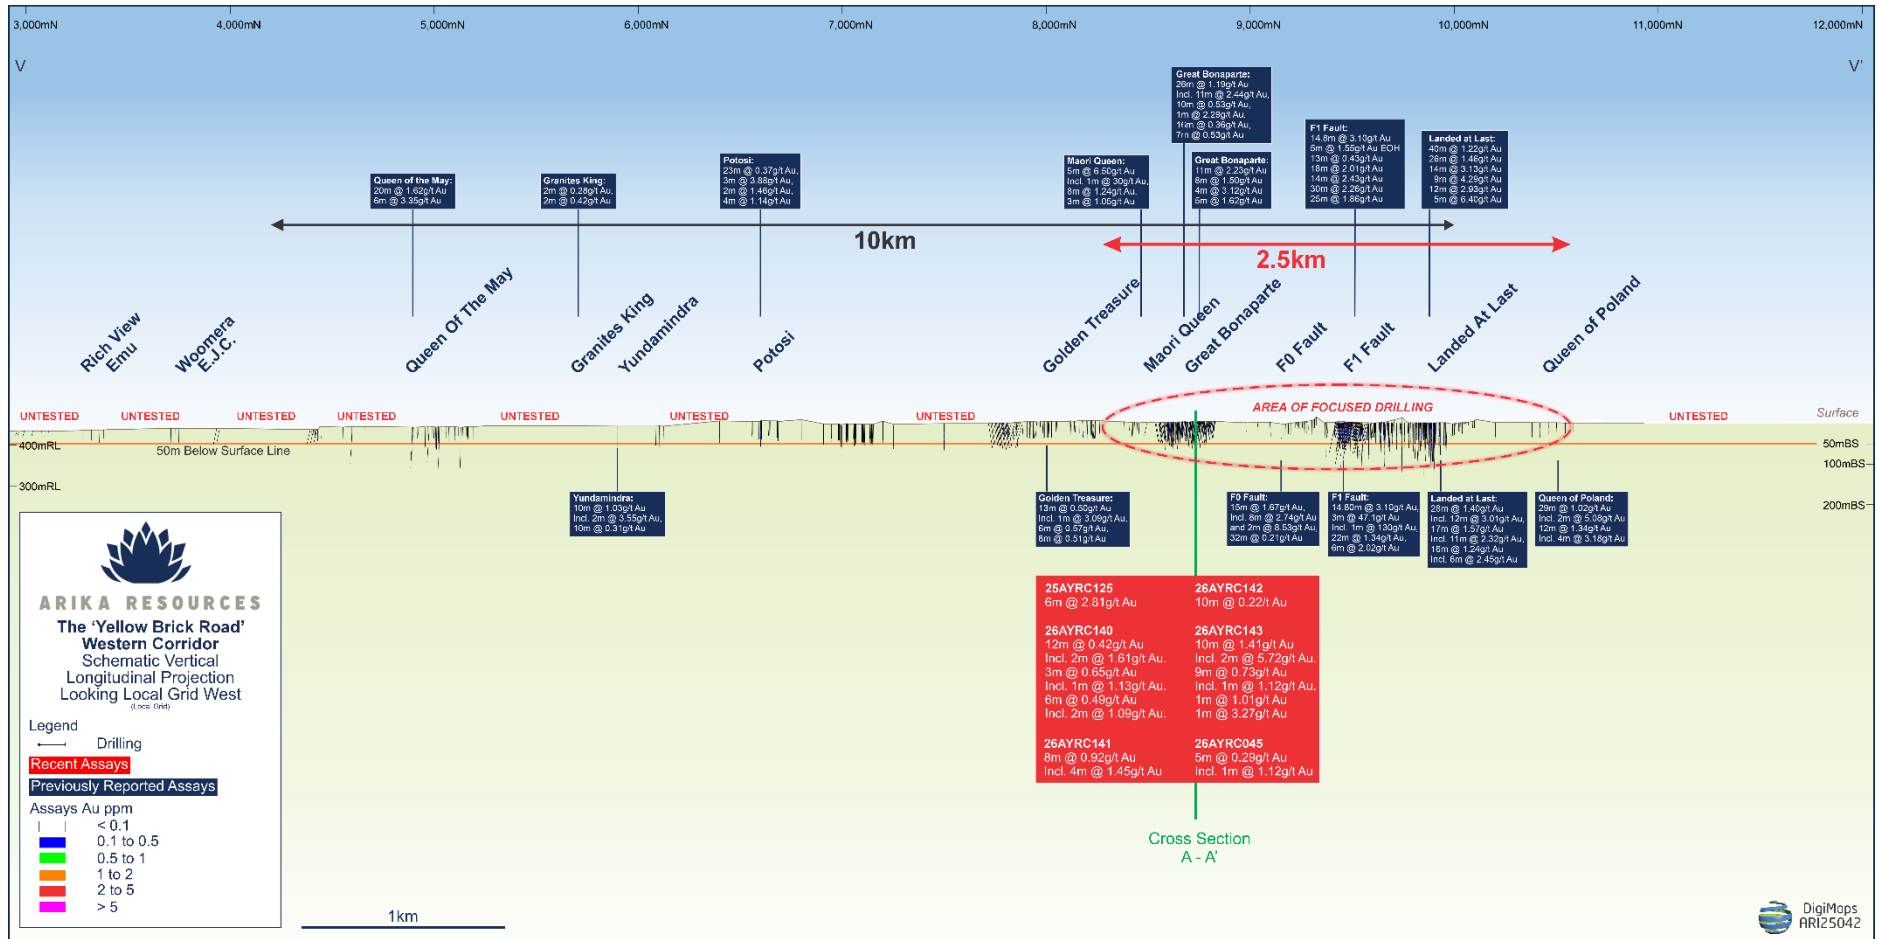 3,000mN
4,000mN
5,000mN
6,000mN
7,000mN
8,000mN
9,000mN
10,000mN
11,000mN
12,000mN
V
V'
Queen of the May:
20m @ 1.62g/t Au
6m @ 3.35g/t Au
Granites King:
2m @ 0.28g/t Au,
2m @ 0.42g/t Au
Potosi:
23m @ 0.37g/t Au,
3m @ 3.88g/t Au,
2m @ 1.46g/t Au,
4m @ 1.14g/t Au
Maori Queen:
5m @ 6.50g/t Au
Incl. 1m @ 30g/t Au,
8m @ 1.24g/t Au,
3m @ 1.05g/t Au
Great Bonaparte:
26m @ 1.19g/t Au
Incl. 11m @ 2.44g/t Au,
10m @ 0.53g/t Au,
1m @ 2.28g/t Au,
16m @ 0.36g/t Au,
7m @ 0.53g/t Au
Great Bonaparte:
11m @ 2.23g/t Au
8m @ 1.50g/t Au
4m @ 3.12g/t Au
5m @ 1.62g/t Au
F1 Fault:
14.8m @ 3.10g/t Au
5m @ 1.55g/t Au EOH
13m @ 0.43g/t Au
18m @ 2.01g/t Au
14m @ 2.43g/t Au
30m @ 2.26g/t Au
25m @ 1.86g/t Au
Landed at Last:
40m @ 1.22g/t Au
26m @ 1.46g/t Au
14m @ 3.13g/t Au
9m @ 4.29g/t Au
12m @ 2.93g/t Au
5m @ 6.40g/t Au
10km
2.5km
Rich View
Emu
Woomera
E.J.C.
Queen Of The May
Granites King
Yundamindra
Potosi
Golden Treasure
Maori Queen
Great Bonaparte
F0 Fault
F1 Fault
Landed At Last
Queen of Poland
UNTESTED
UNTESTED
UNTESTED
UNTESTED
UNTESTED
UNTESTED
UNTESTED
AREA OF FOCUSED DRILLING
UNTESTED
Surface
400mRL
50m Below Surface Line
50mBS
100mBS
300mRL
200mBS
Yundamindra:
10m @ 1.03g/t Au
Incl. 2m @ 3.55g/t Au,
10m @ 0.31g/t Au
Golden Treasure:
13m @ 0.50g/t Au
Incl. 1m @ 3.09g/t Au,
6m @ 0.57g/t Au
8m @ 0.51g/t Au
F0 Fault:
15m @ 1.67g/t Au,
Incl. 8m @ 2.74g/t Au
and 2m @ 8.53g/t Au
32m @ 0.21g/t Au
F1 Fault:
14.80m @ 3.10g/t Au
3m @ 47.1g/t Au
Incl. 1m @ 130g/t Au,
22m @ 1.34g/t Au,
6m @ 2.02g/t Au
Landed at Last:
28m @ 1.40g/t Au
Incl. 12m @ 3.01g/t Au,
17m @ 1.57g/t Au
Incl. 11m @ 2.32g/t Au,
16m @ 1.24g/t Au
Incl. 6m @ 2.45g/t Au
Queen of Poland:
29m @ 1.02g/t Au
Incl. 2m @ 5.08g/t Au
12m @ 1.34g/t Au
Incl. 4m @ 3.18g/t Au
25AYRC125
6m @ 2.81g/t Au
26AYRC140
12m @ 0.42g/t Au
Incl. 2m @ 1.61g/t Au.
3m @ 0.65g/t Au
Incl. 1m @ 1.13g/t Au.
6m @ 0.49g/t Au
Incl. 2m @ 1.09g/t Au.
26AYRC141
8m @ 0.92g/t Au
Incl. 4m @ 1.45g/t Au
26AYRC142
10m @ 0.22/t Au
26AYRC143
10m @ 1.41g/t Au
Incl. 2m @ 5.72g/t Au.
9m @ 0.73g/t Au
Incl. 1m @ 1.12g/t Au.
1m @ 1.01g/t Au
1m @ 3.27g/t Au
26AYRC045
5m @ 0.29g/t Au
Incl. 1m @ 1.12g/t Au
Cross Section
A - A'
ARIKA RESOURCES
The 'Yellow Brick Road'
Western Corridor
Schematic Vertical
Longitudinal Projection
Looking Local Grid West
(Local Grid)
Legend
Drilling
Recent Assays
Previously Reported Assays
Assays Au ppm
< 0.1
0.1 to 0.5
0.5 to 1
1 to 2
2 to 5
> 5
1km
DigiMaps
ARI25042